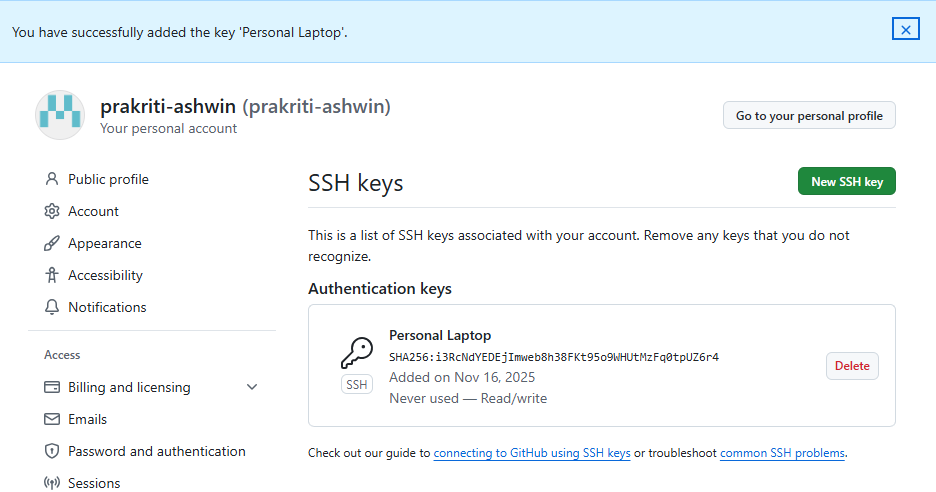 You have successfully added the key 'Personal Laptop'.
prakriti-ashwin (prakriti-ashwin)
Your personal account
Go to your personal profile
Public profile
Account
Appearance
Accessibility
Notifications
Access
Billing and licensing
Emails
Password and authentication
Sessions
SSH keys
New SSH key
This is a list of SSH keys associated with your account. Remove any keys that you do not
recognize.
Authentication keys
Personal Laptop
SHA256:i3RcNdYEDEjImweb8h38FKt95o9WHUtMzFq0tpUZ6r4
Added on Nov 16, 2025
Never used — Read/write
SSH
Delete
Check out our guide to connecting to GitHub using SSH keys or troubleshoot common SSH problems.